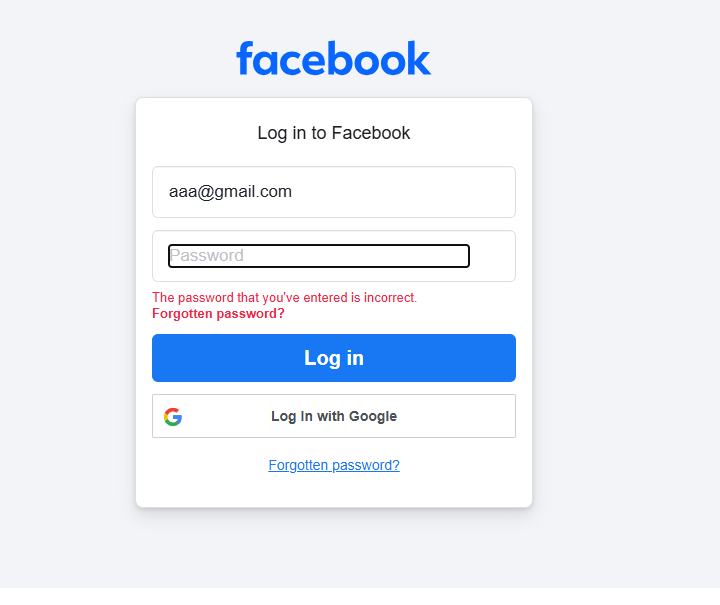 facebook
Log in to Facebook
aaa@gmail.com
Password
The password that you've entered is incorrect.
Forgotten password?
Log in
Log In with Google
Forgotten password?